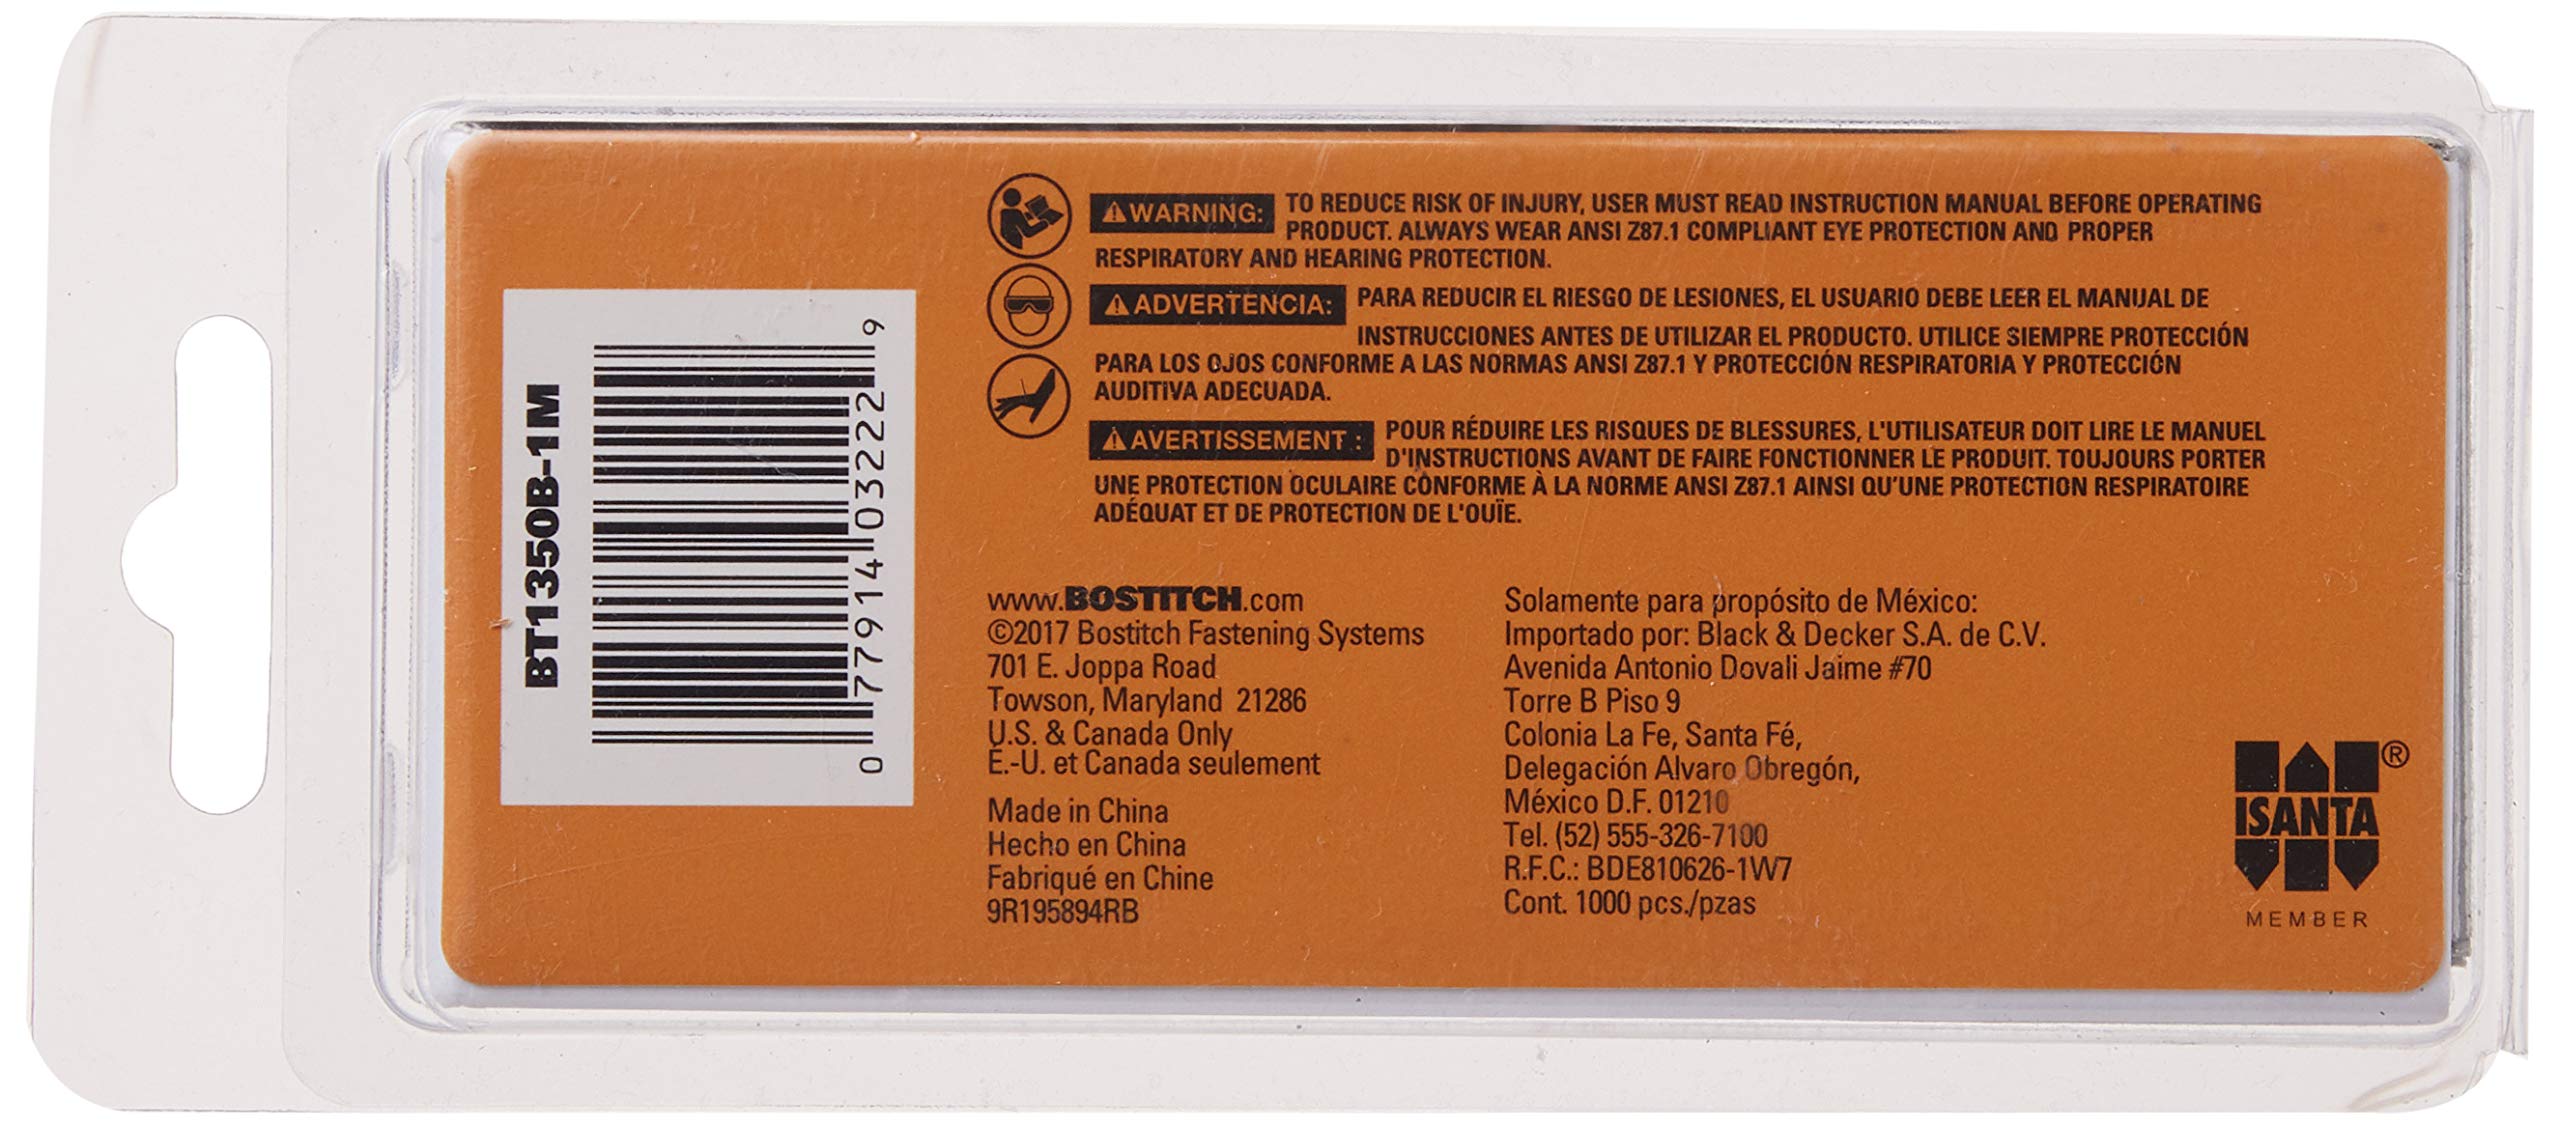 BT1350B-1M
0 77914 03222 9
⚠WARNING: TO REDUCE RISK OF INJURY, USER MUST READ INSTRUCTION MANUAL BEFORE OPERATING
PRODUCT. ALWAYS WEAR ANSI Z87.1 COMPLIANT EYE PROTECTION AND PROPER
RESPIRATORY AND HEARING PROTECTION.
⚠ADVERTENCIA: PARA REDUCIR EL RIESGO DE LESIONES, EL USUARIO DEBE LEER EL MANUAL DE
INSTRUCCIONES ANTES DE UTILIZAR EL PRODUCTO. UTILICE SIEMPRE PROTECCIÓN
PARA LOS OJOS CONFORME A LAS NORMAS ANSI Z87.1 Y PROTECCIÓN RESPIRATORIA Y PROTECCIÓN
AUDITIVA ADECUADA.
⚠AVERTISSEMENT : POUR RÉDUIRE LES RISQUES DE BLESSURES, L'UTILISATEUR DOIT LIRE LE MANUEL
D'INSTRUCTIONS AVANT DE FAIRE FONCTIONNER LE PRODUIT. TOUJOURS PORTER
UNE PROTECTION OCULAIRE CONFORME À LA NORME ANSI Z87.1 AINSI QU'UNE PROTECTION RESPIRATOIRE
ADÉQUAT ET DE PROTECTION DE L'OUÏE.
www.BOSTITCH.com
©2017 Bostitch Fastening Systems
701 E. Joppa Road
Towson, Maryland 21286
U.S. & Canada Only
É.-U. et Canada seulement
Made in China
Hecho en China
Fabriqué en Chine
9R195894RB
Solamente para propósito de México:
Importado por: Black & Decker S.A. de C.V.
Avenida Antonio Dovali Jaime #70
Torre B Piso 9
Colonia La Fe, Santa Fé,
Delegación Alvaro Obregón,
México D.F. 01210
Tel. (52) 555-326-7100
R.F.C.: BDE810626-1W7
Cont. 1000 pcs./pzas
ISANTA®
MEMBER